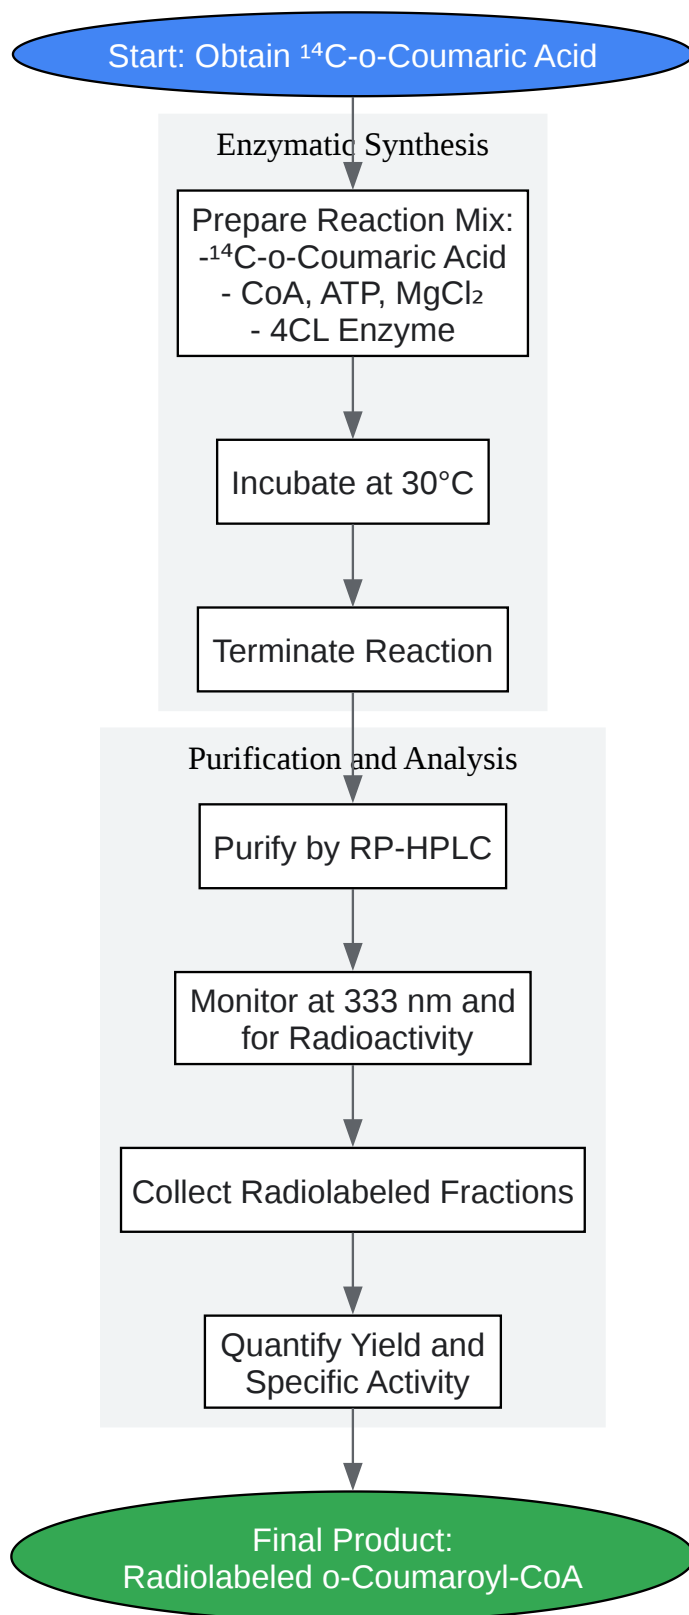 Start: Obtain ¹⁴C-o-Coumaric Acid
Enzymatic Synthesis
Prepare Reaction Mix:
-¹⁴C-o-Coumaric Acid
- CoA, ATP, MgCl₂
- 4CL Enzyme
Incubate at 30°C
Terminate Reaction
Purification and Analysis
Purify by RP-HPLC
Monitor at 333 nm and
for Radioactivity
Collect Radiolabeled Fractions
Quantify Yield and
Specific Activity
Final Product:
Radiolabeled o-Coumaroyl-CoA